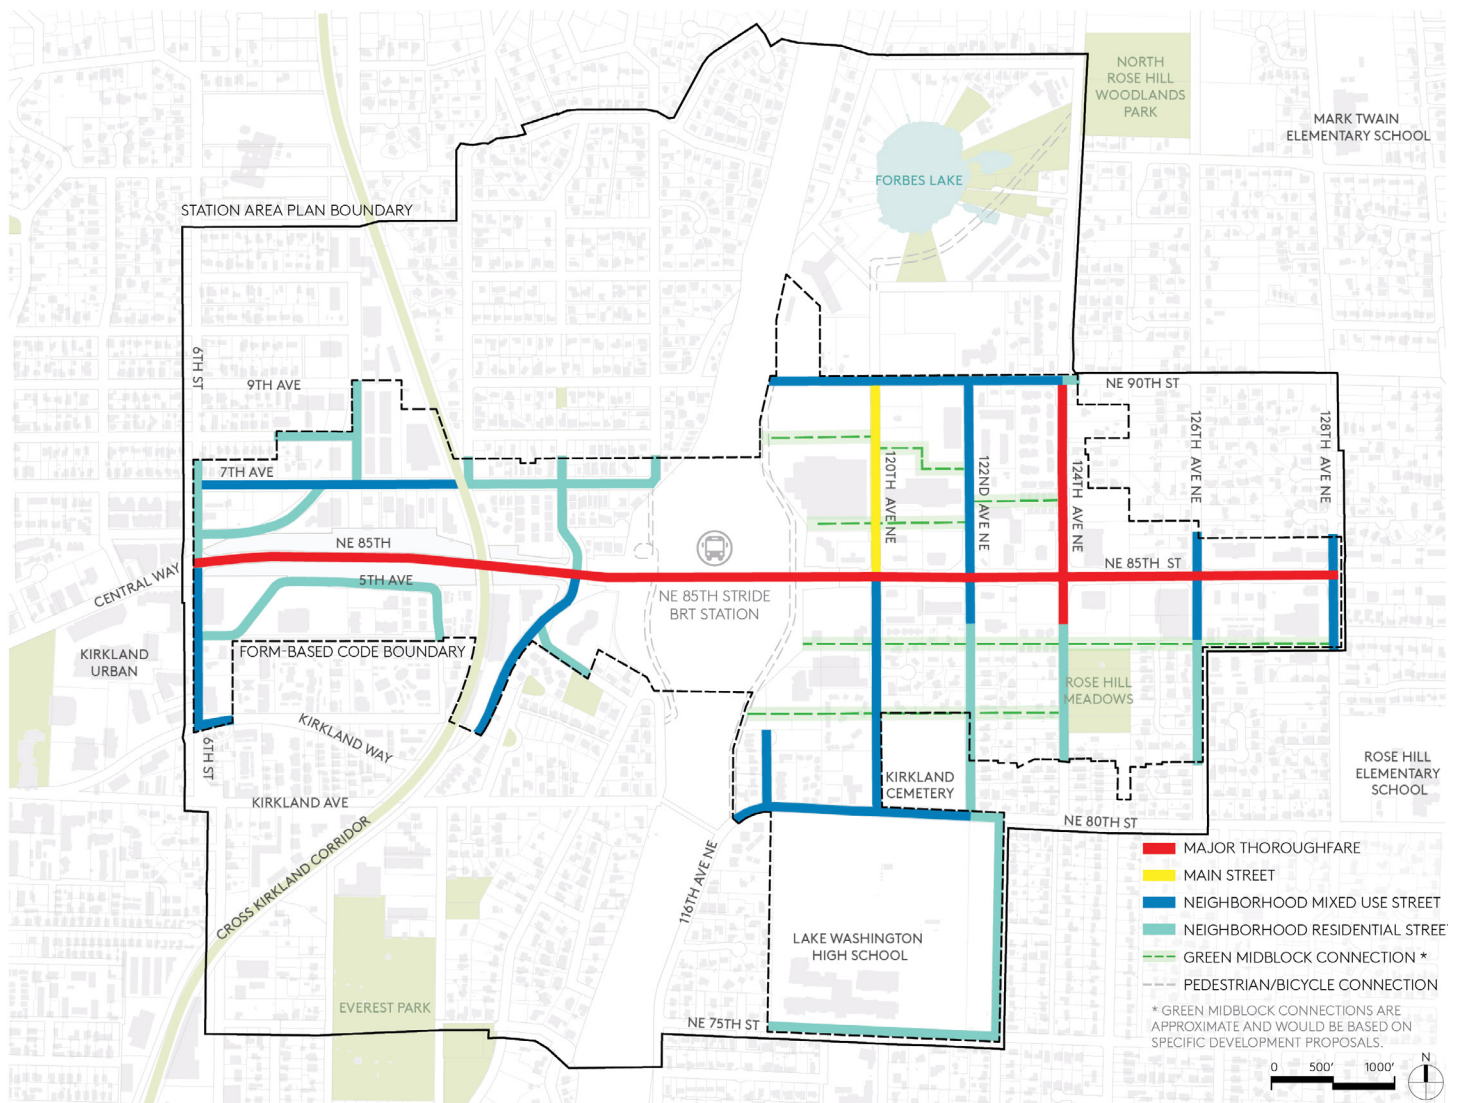 NORTH
ROSE HILL
WOODLANDS
PARK
MARK TWAIN
ELEMENTARY SCHOOL
FORBES LAKE
STATION AREA PLAN BOUNDARY
6TH ST
9TH AVE
NE 90TH ST
7TH AVE
120TH AVE NE
122ND AVE NE
124TH AVE NE
126TH AVE NE
128TH AVE NE
NE 85TH
NE 85TH ST
CENTRAL WAY
5TH AVE
NE 85TH STRIDE
BRT STATION
KIRKLAND
URBAN
FORM-BASED CODE BOUNDARY
ROSE HILL
MEADOWS
KIRKLAND WAY
6TH ST
KIRKLAND
CEMETERY
ROSE HILL
ELEMENTARY
SCHOOL
KIRKLAND AVE
NE 80TH ST
CROSS KIRKLAND CORRIDOR
116TH AVE NE
LAKE WASHINGTON
HIGH SCHOOL
EVEREST PARK
NE 75TH ST
MAJOR THOROUGHFARE
MAIN STREET
NEIGHBORHOOD MIXED USE STREET
NEIGHBORHOOD RESIDENTIAL STREE
GREEN MIDBLOCK CONNECTION *
PEDESTRIAN/BICYCLE CONNECTION
* GREEN MIDBLOCK CONNECTIONS ARE
APPROXIMATE AND WOULD BE BASED ON
SPECIFIC DEVELOPMENT PROPOSALS.
0 500' 1000'
N